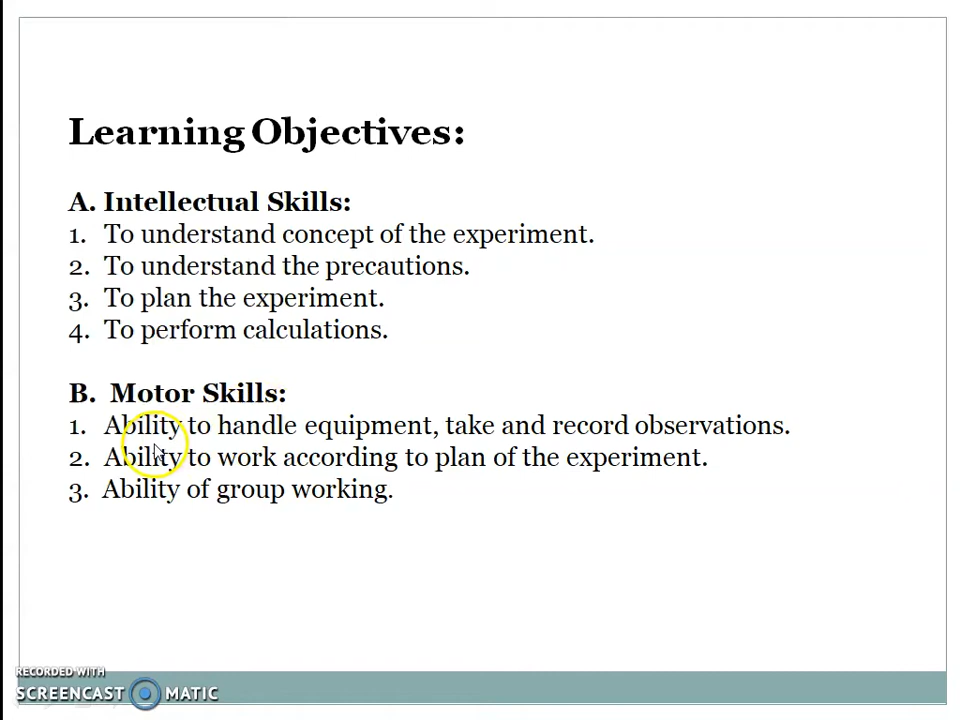 Learning Objectives:
A. Intellectual Skills:
1. To understand concept of the experiment.
2. To understand the precautions.
3. To plan the experiment.
4. To perform calculations.
B. Motor Skills:
1. Ability to handle equipment, take and record observations.
2. Ability to work according to plan of the experiment.
3. Ability of group working.
RECORDED WITH
SCREENCAST MATIC